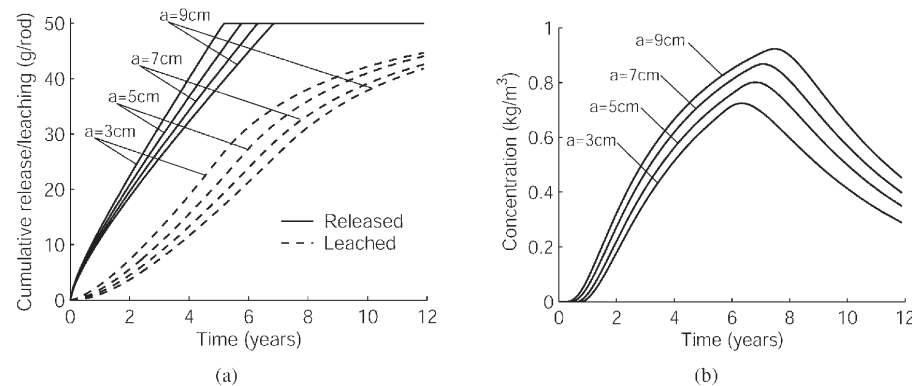 50
40
30
20
10
0
Cumulative release/leaching (g/rod)
a=9cm
a=7cm
a=5cm
a=3cm
Released
Leached
0 2 4 6 8 10 12
Time (years)
(a)
1
0.8
0.6
0.4
0.2
0
Concentration (kg/m³)
a=9cm
a=7cm
a=5cm
a=3cm
0 2 4 6 8 10 12
Time (years)
(b)